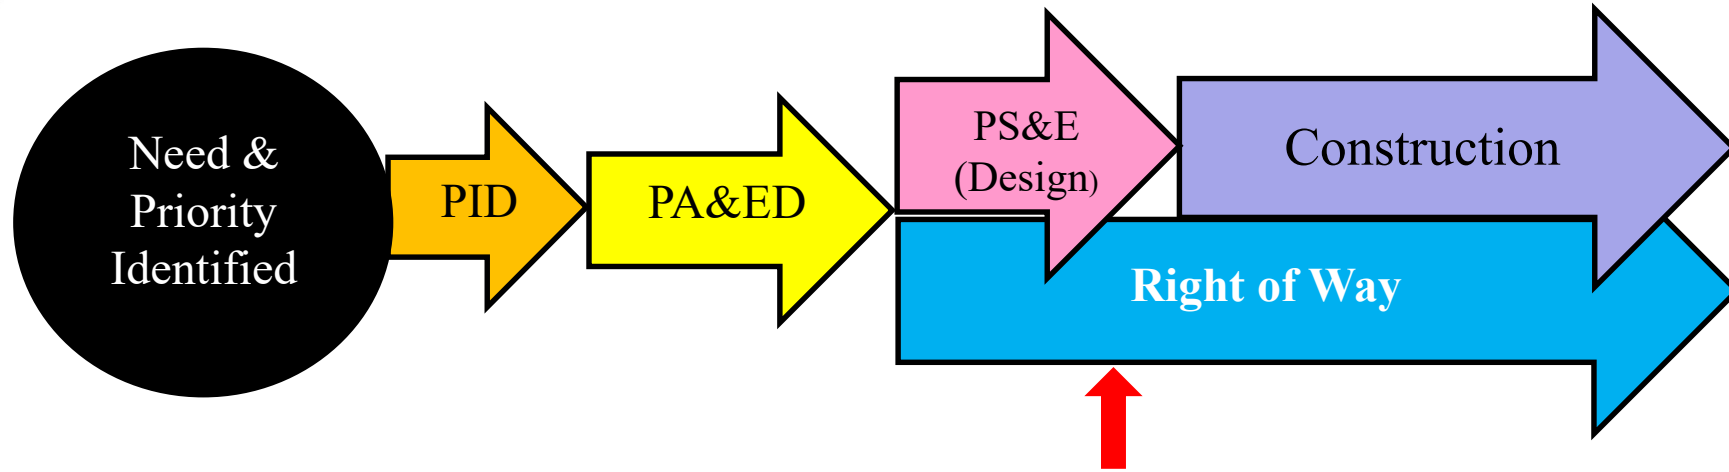 Need &
Priority
Identified
PID
PA&ED
PS&E
(Design)
Construction
Right of Way